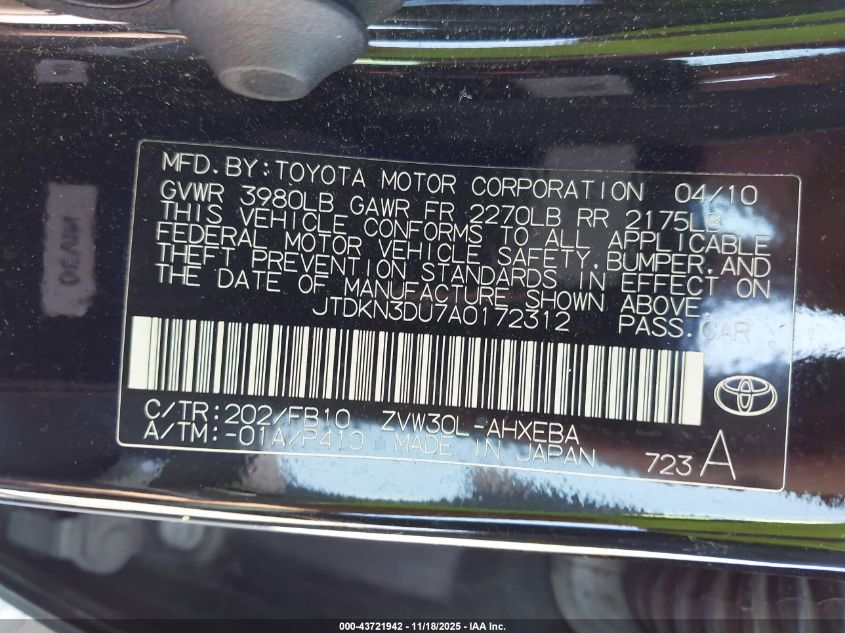 MFD. BY: TOYOTA MOTOR CORPORATION 04/10
GVWR 3980LB GAWR FR 2270LB RR 2175LB
THIS VEHICLE CONFORMS TO ALL APPLICABLE
FEDERAL MOTOR VEHICLE SAFETY, BUMPER, AND
THEFT PREVENTION STANDARDS IN EFFECT ON
THE DATE OF MANUFACTURE SHOWN ABOVE.
JTDKN3DU7A0172312 PASS. CAR
C/TR: 202/FB10 ZVW30L-AHXEBA
A/TM: -01A/P410 MADE IN JAPAN 723 A
000-43721942 - 11/18/2025 - IAA Inc.